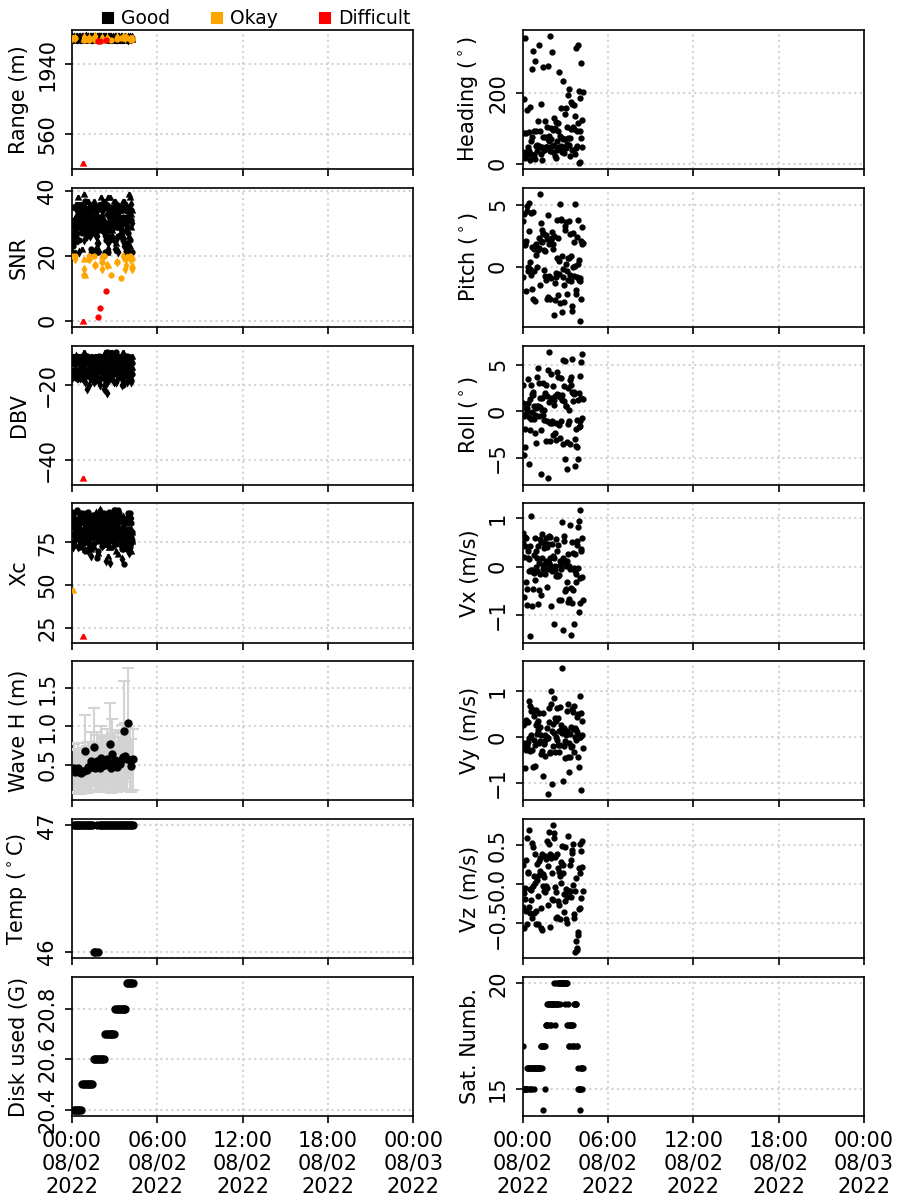 Good Okay Difficult
Range (m)
1940
560
Heading (°)
200
0
SNR
40
20
0
Pitch (°)
5
0
DBV
−20
−40
Roll (°)
5
0
−5
Xc
75
50
25
Vx (m/s)
1
0
−1
Wave H (m)
1.5
1.0
0.5
Vy (m/s)
1
0
−1
Temp (°C)
47
46
Vz (m/s)
0.5
0.0
−0.5
Disk used (G)
20.8
20.6
20.4
Sat. Numb.
20
15
00:00 06:00 12:00 18:00 00:00 00:00 06:00 12:00 18:00 00:00
08/02 08/02 08/02 08/02 08/03 08/02 08/02 08/02 08/02 08/03
2022 2022 2022 2022 2022 2022 2022 2022 2022 2022